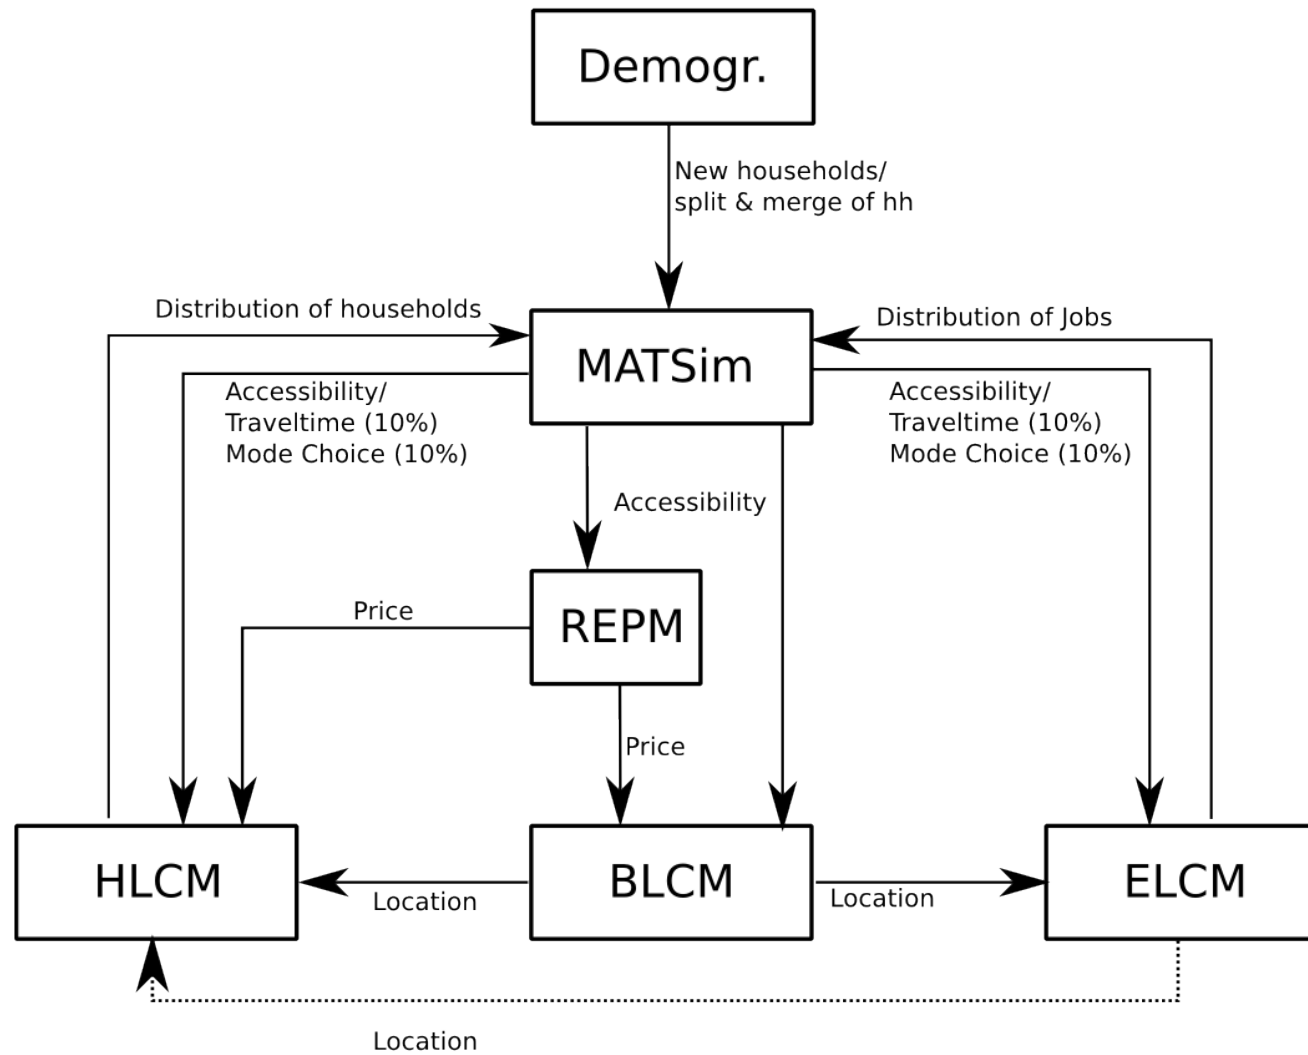 Demogr.
New households/
split & merge of hh
Distribution of households
Distribution of Jobs
MATSim
Accessibility/
Traveltime (10%)
Mode Choice (10%)
Accessibility/
Traveltime (10%)
Mode Choice (10%)
Accessibility
Price
REPM
Price
HLCM
BLCM
ELCM
Location
Location
Location